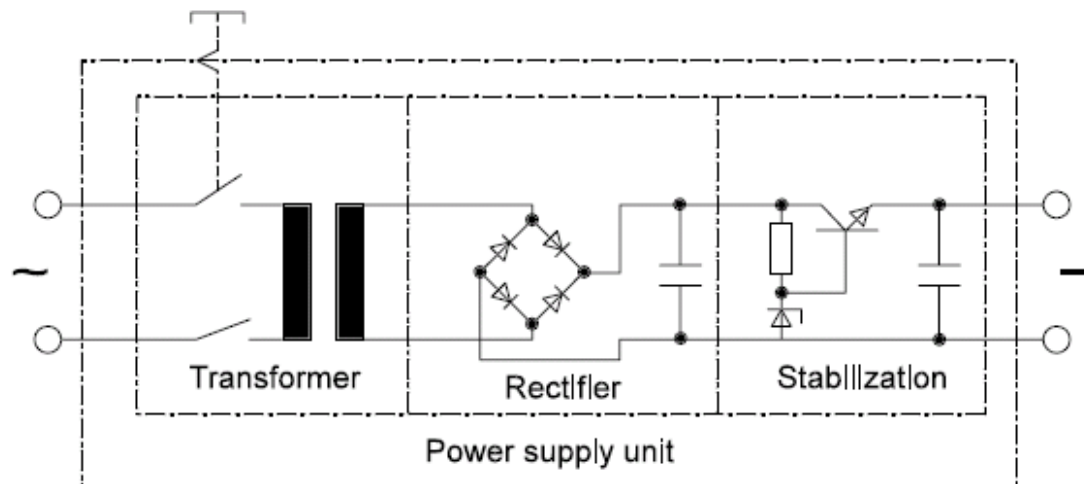 ~
−
Transformer
Rectifier
Stabilization
Power supply unit